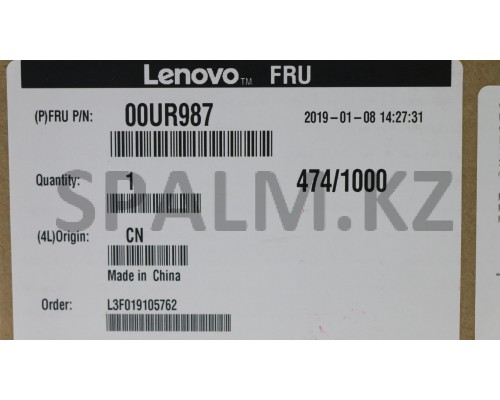 Lenovo™ FRU
(P)FRU P/N: 00UR987 2019-01-08 14:27:31
Quantity: 1 474/1000
SPALM.KZ
(4L)Origin: CN
Made in China
Order: L3F019105762